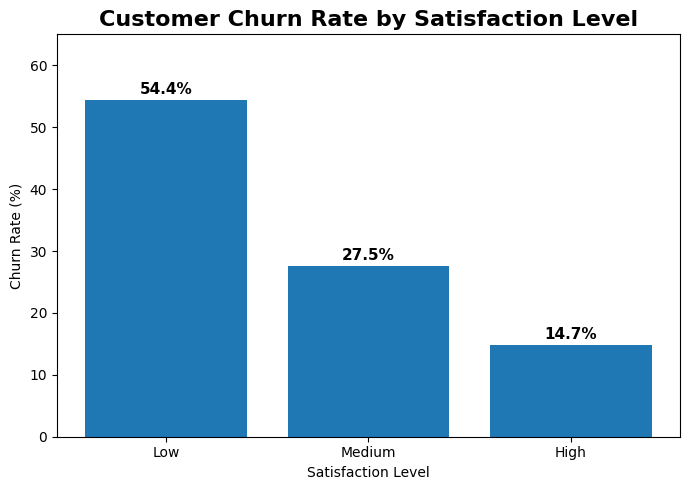 Customer Churn Rate by Satisfaction Level
Churn Rate (%)
60
50
40
30
20
10
0
54.4%
27.5%
14.7%
Low
Medium
High
Satisfaction Level